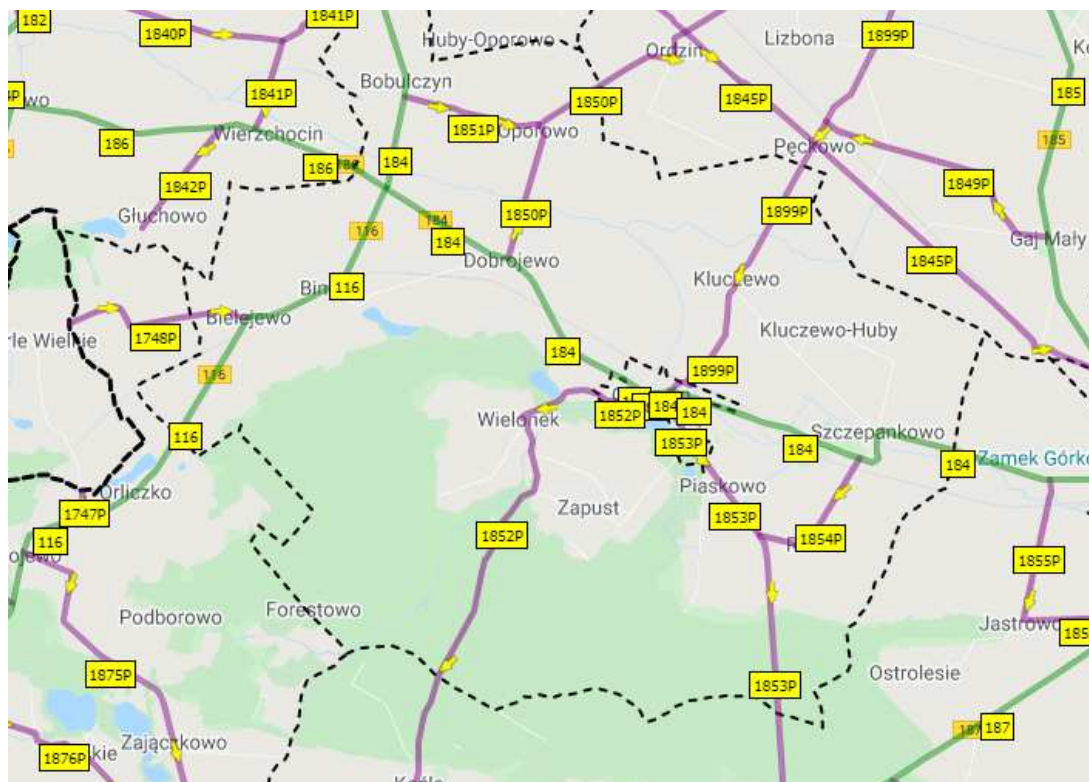 182
1840P
1841P
Huby-Oporowo
Ordzin
Lizbona
1899P
Bobulczyn
1841P
1850P
1845P
185
186
Wierzchocin
1851P
Oporowo
185
184
Pęckowo
186
1849P
1842P
Głuchowo
1850P
1899P
184
116
184
Gaj Mały
Dobrojewo
1845P
Kluczewo
116
Bielejewo
1748P
Kluczewo-Huby
184
116
1899P
1852P
184
184
Wielonek
116
1853P
184
Szczepankowo
184
Zamek Górk
Orliczko
Piaskowo
1747P
Zapust
1853P
116
1852P
1854P
1855P
Podborowo
Forestowo
Jastrowo
1875P
1853P
Ostrolesie
187
Zajączkowo
1876P
kie